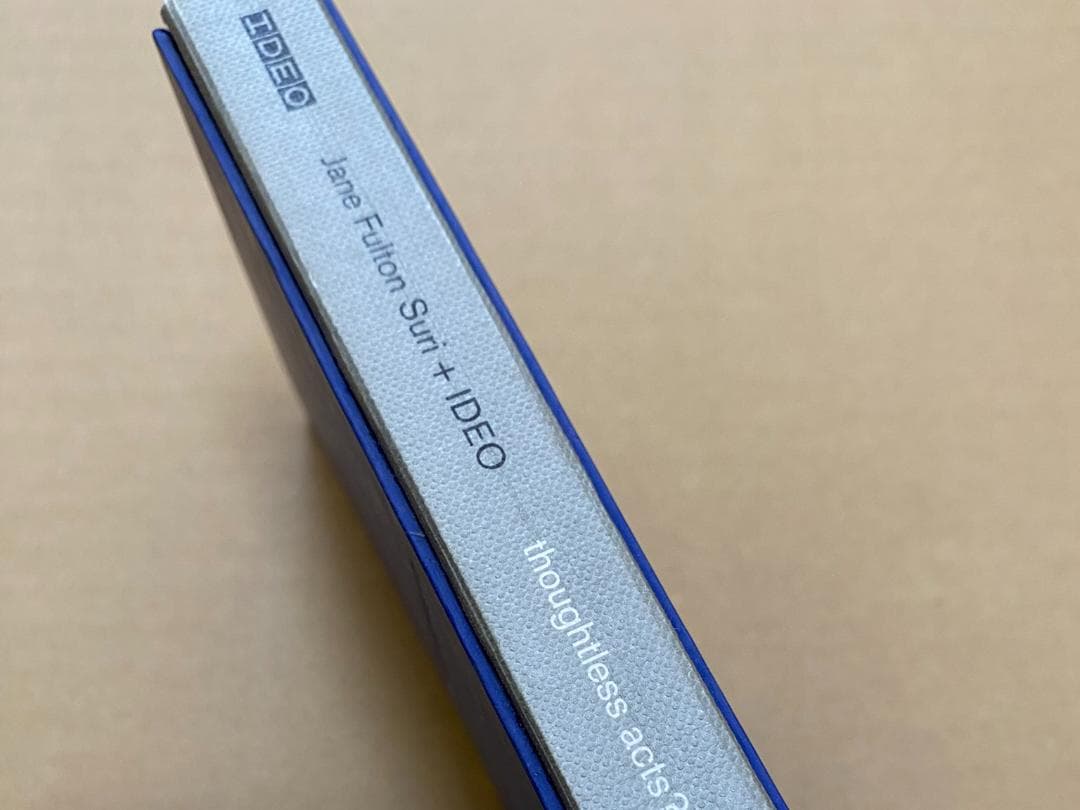 IDEO
Jane Fulton Suri + IDEO
thoughtless acts?